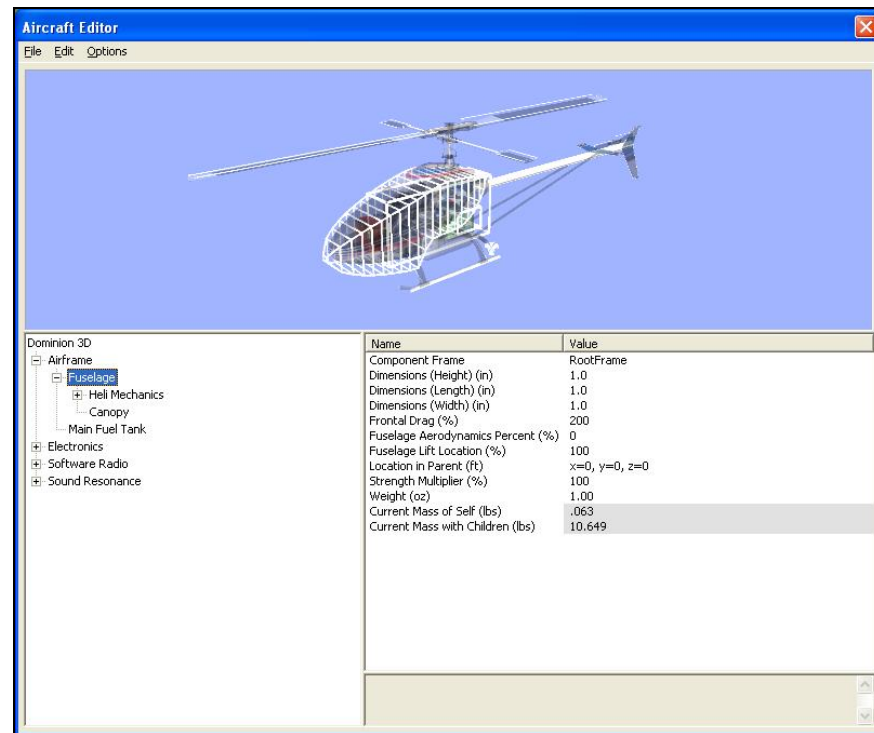 Aircraft Editor
File Edit Options
Dominion 3D
Airframe
Fuselage
Heli Mechanics
Canopy
Main Fuel Tank
Electronics
Software Radio
Sound Resonance
Name Value
Component Frame RootFrame
Dimensions (Height) (in) 1.0
Dimensions (Length) (in) 1.0
Dimensions (Width) (in) 1.0
Frontal Drag (%) 200
Fuselage Aerodynamics Percent (%) 0
Fuselage Lift Location (%) 100
Location in Parent (ft) x=0, y=0, z=0
Strength Multiplier (%) 100
Weight (oz) 1.00
Current Mass of Self (lbs) .063
Current Mass with Children (lbs) 10.649